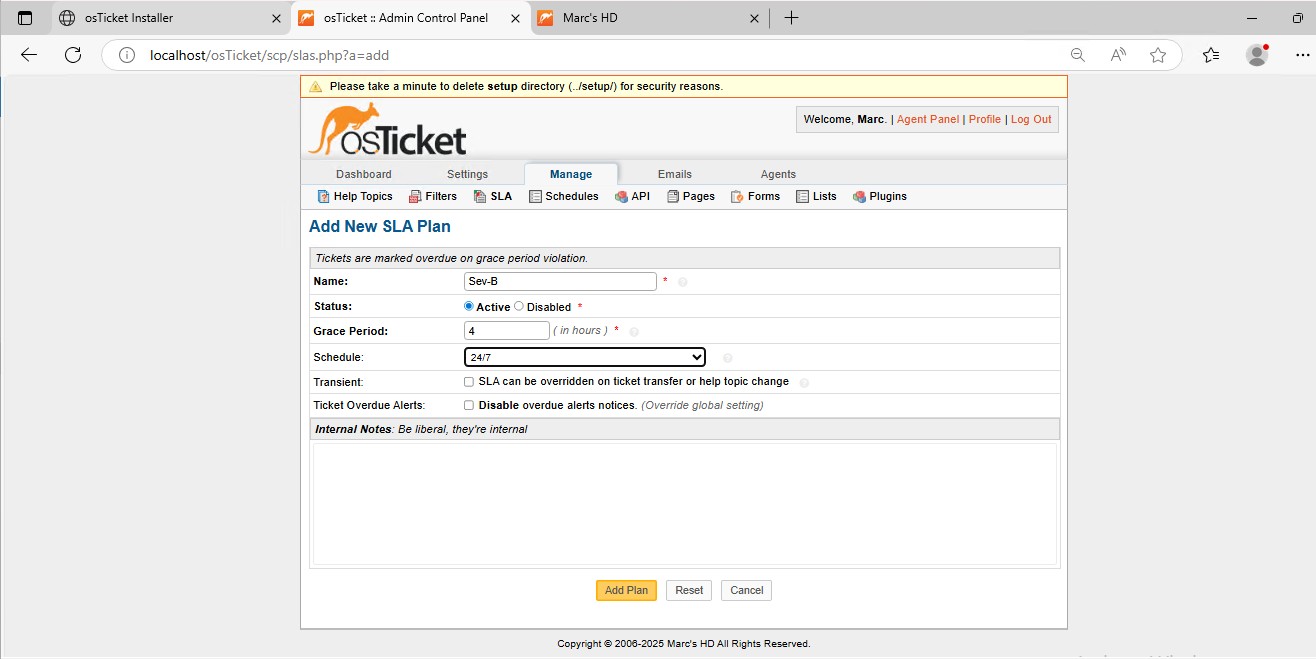 osTicket Installer
osTicket :: Admin Control Panel
Marc's HD
localhost/osTicket/scp/slas.php?a=add
Please take a minute to delete setup directory (../setup/) for security reasons.
osTicket
Welcome, Marc. | Agent Panel | Profile | Log Out
Dashboard Settings Manage Emails Agents
Help Topics Filters SLA Schedules API Pages Forms Lists Plugins
Add New SLA Plan
Tickets are marked overdue on grace period violation.
Name: Sev-B *
Status: Active Disabled *
Grace Period: 4 ( in hours ) *
Schedule: 24/7
Transient: SLA can be overridden on ticket transfer or help topic change
Ticket Overdue Alerts: Disable overdue alerts notices. (Override global setting)
Internal Notes: Be liberal, they're internal
Add Plan Reset Cancel
Copyright © 2006-2025 Marc's HD All Rights Reserved.